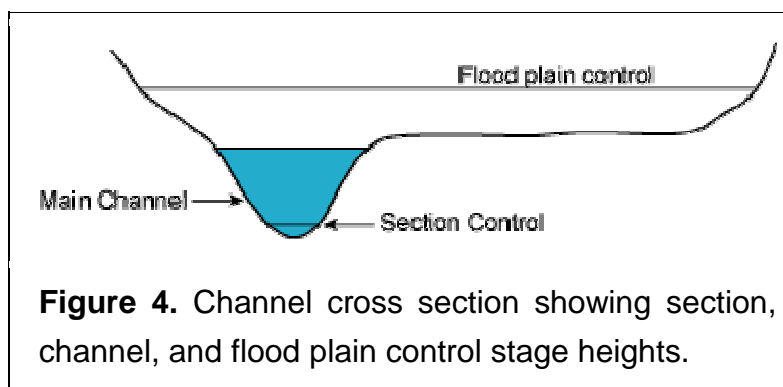 Flood plain control
Main Channel
Section Control
Figure 4. Channel cross section showing section,
channel, and flood plain control stage heights.